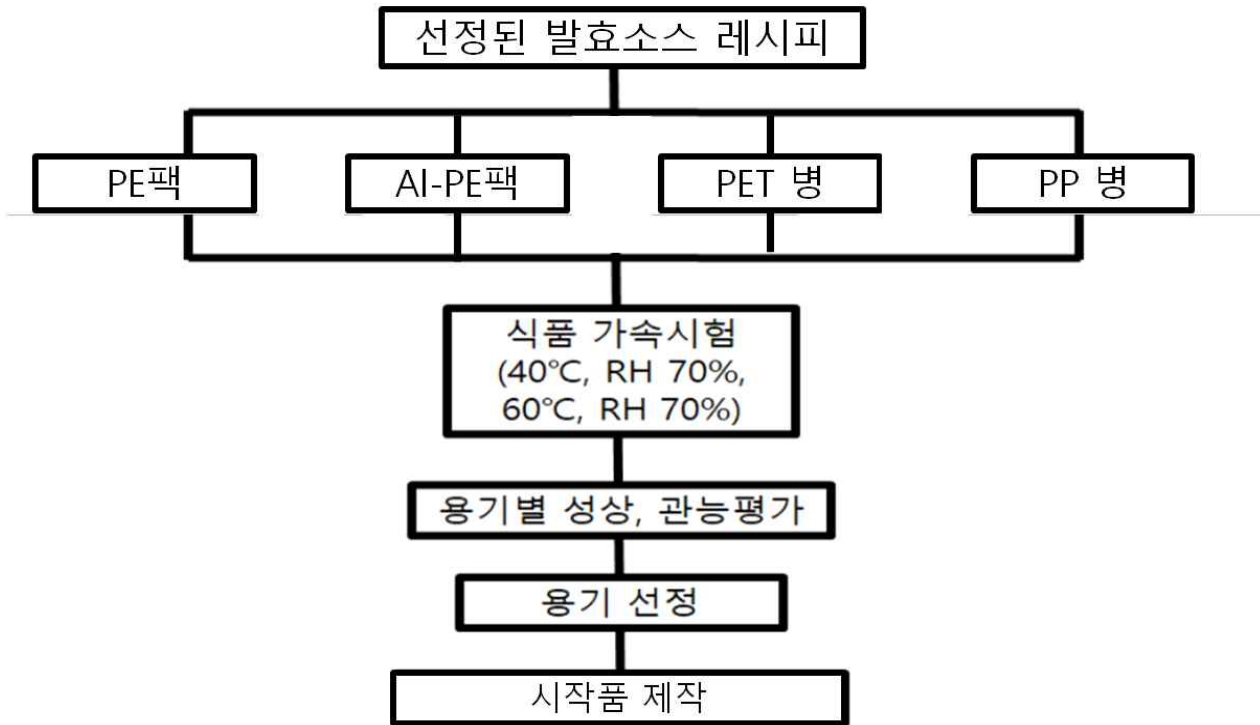 선정된 발효소스 레시피
PE팩
Al-PE팩
PET 병
PP 병
식품 가속시험
(40℃, RH 70%,
60℃, RH 70%)
용기별 성상, 관능평가
용기 선정
시작품 제작